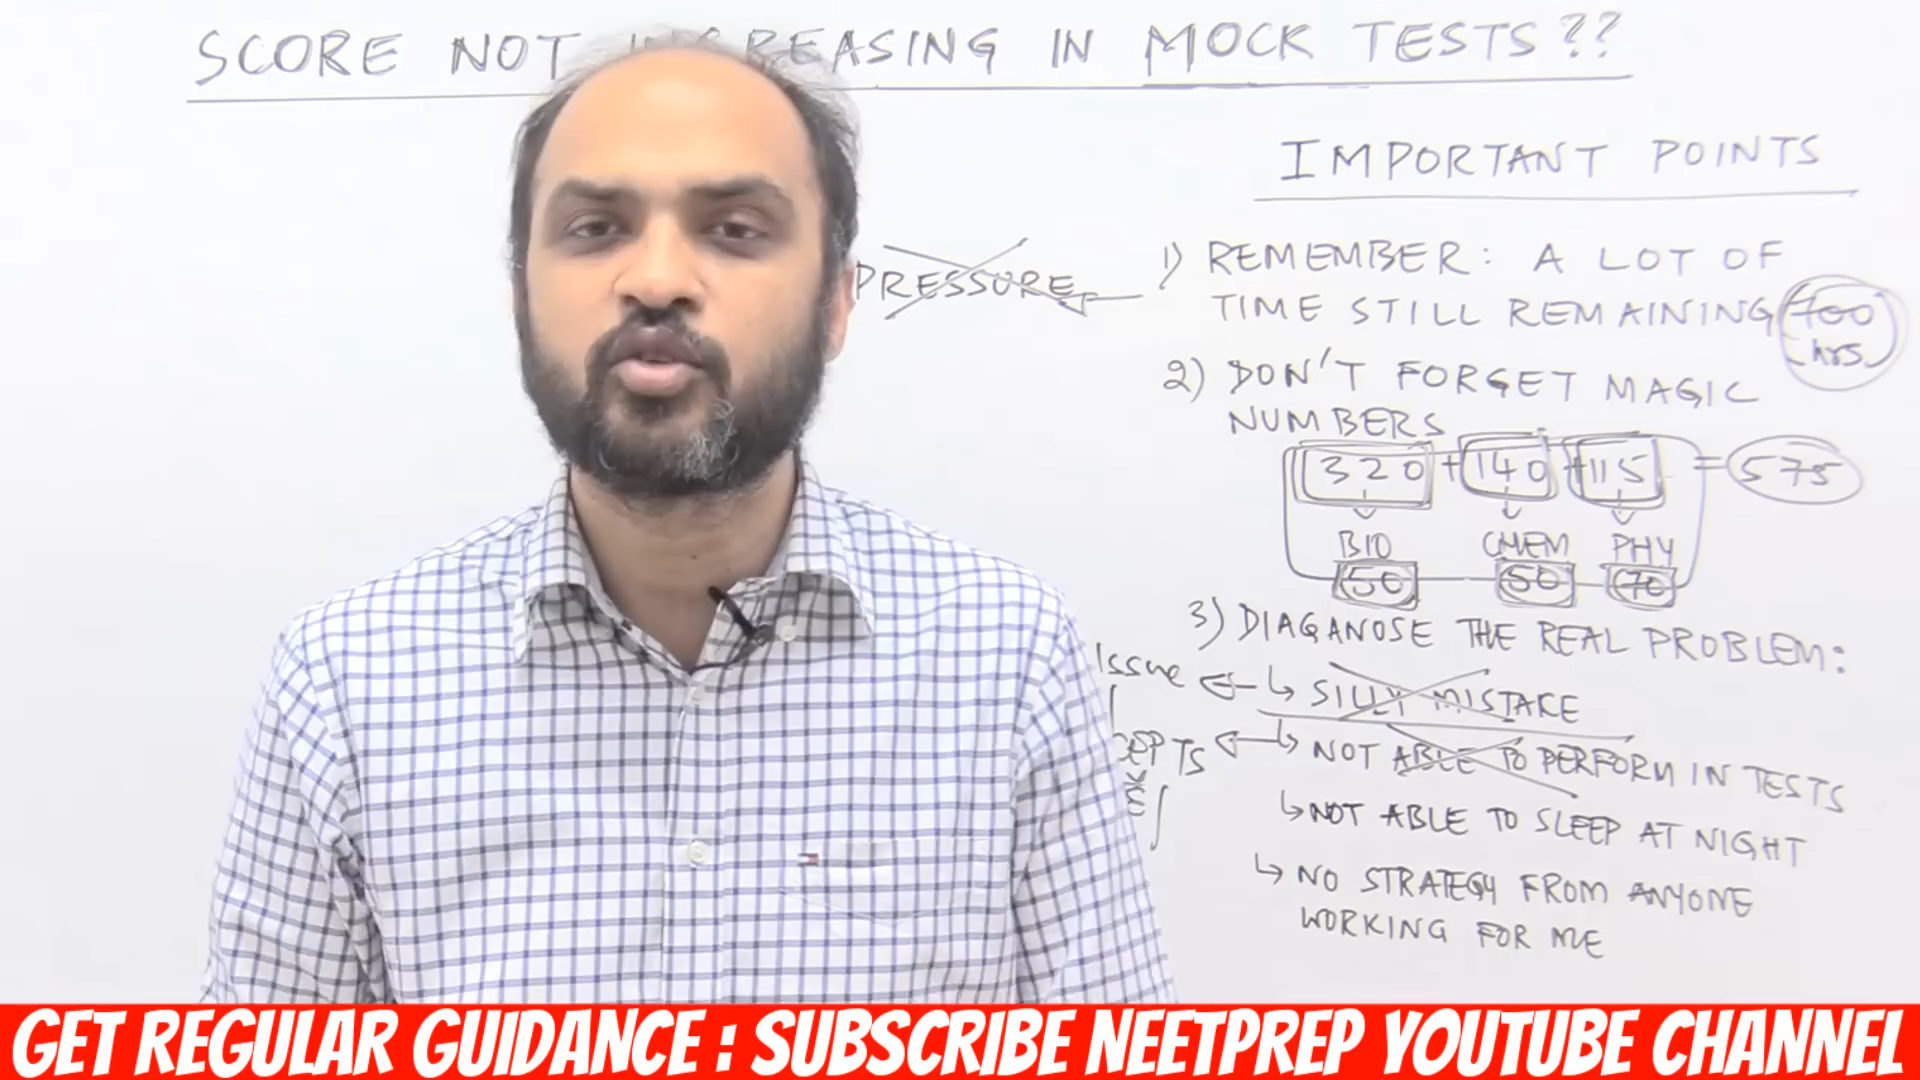 SCORE NOT INCREASING IN MOCK TESTS??
IMPORTANT POINTS
PRESSURE
1) REMEMBER: A LOT OF
TIME STILL REMAINING
hrs
2) DON'T FORGET MAGIC
NUMBERS
320 + 140 + 115 = 575
BIO CHEM PHY
50 50 70
3) DIAGANOSE THE REAL PROBLEM:
Issue SILLY MISTAKE
NOT ABLE TO PERFORM IN TESTS
NOT ABLE TO SLEEP AT NIGHT
NO STRATEGY FROM ANYONE
WORKING FOR ME
GET REGULAR GUIDANCE : SUBSCRIBE NEETPREP YOUTUBE CHANNEL